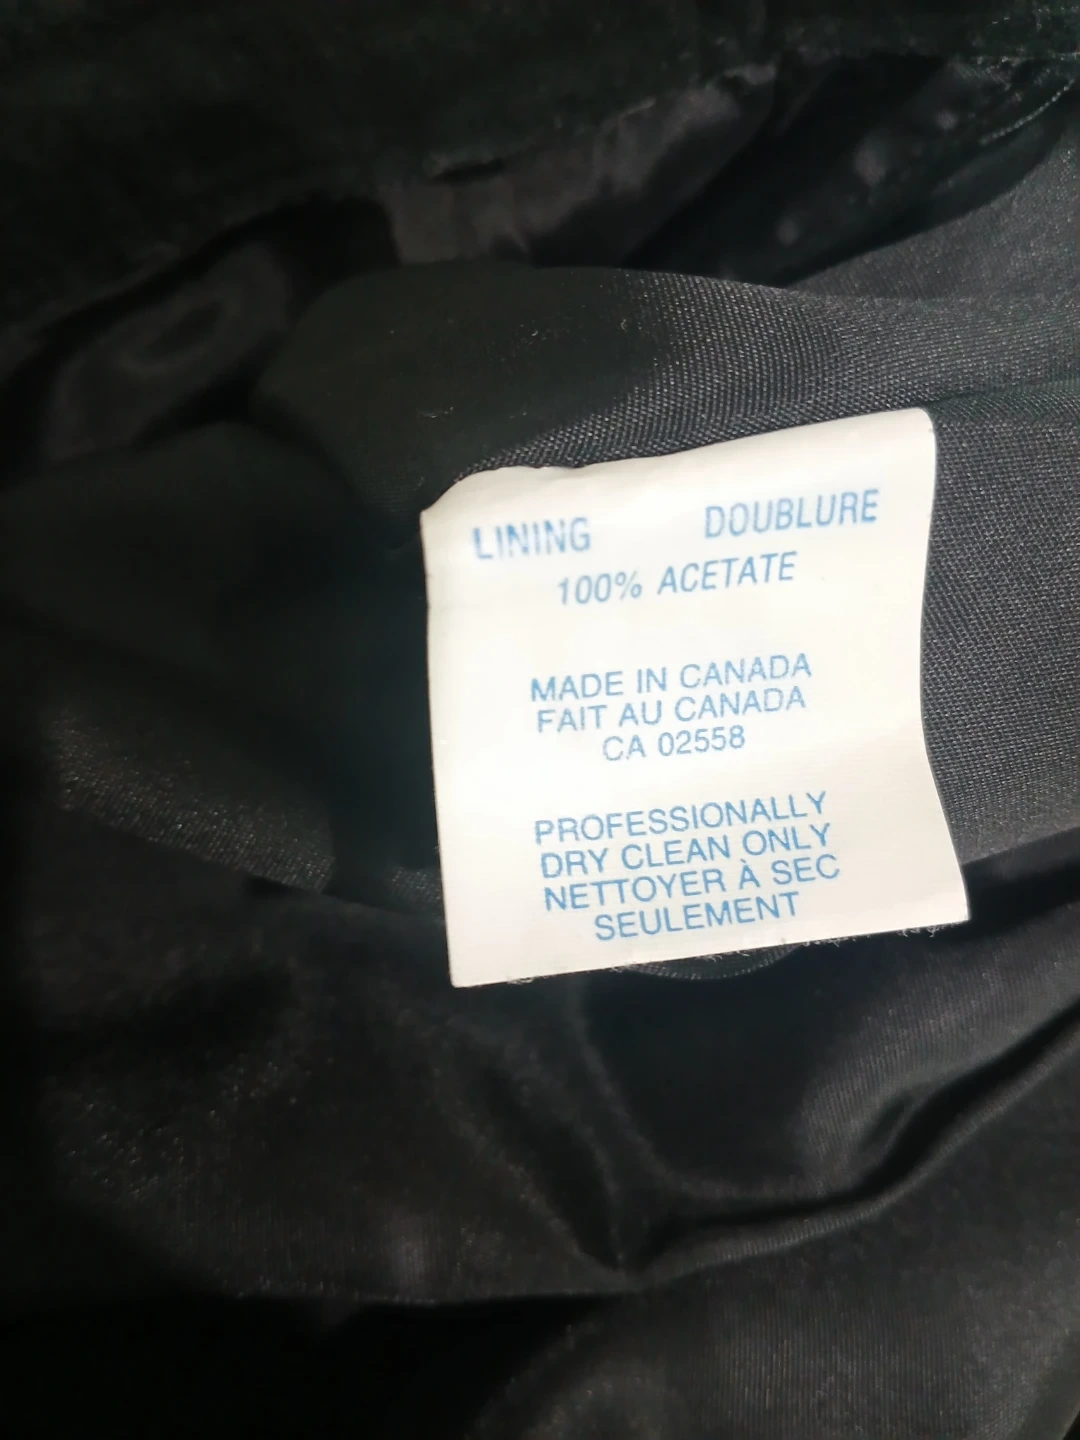 LINING DOUBLURE
100% ACETATE
MADE IN CANADA
FAIT AU CANADA
CA 02558
PROFESSIONALLY
DRY CLEAN ONLY
NETTOYER À SEC
SEULEMENT